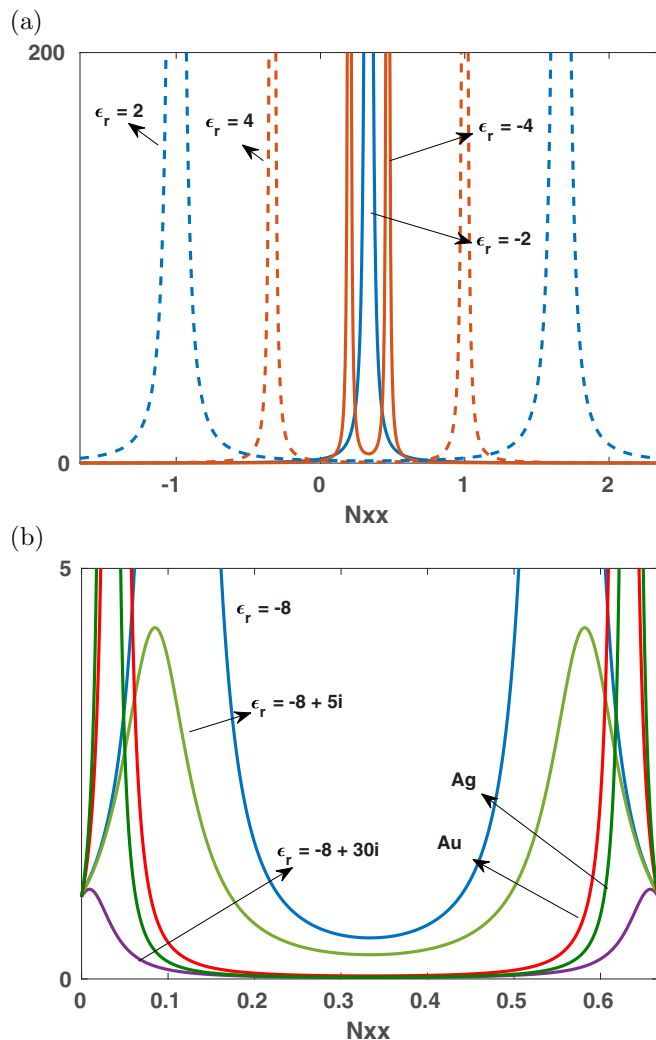 (a)
200
ϵr = 2
ϵr = 4
ϵr = -4
ϵr = -2
0
-1 0 1 2
Nxx
(b)
5
ϵr = -8
ϵr = -8 + 5i
Ag
Au
ϵr = -8 + 30i
0
0 0.1 0.2 0.3 0.4 0.5 0.6
Nxx